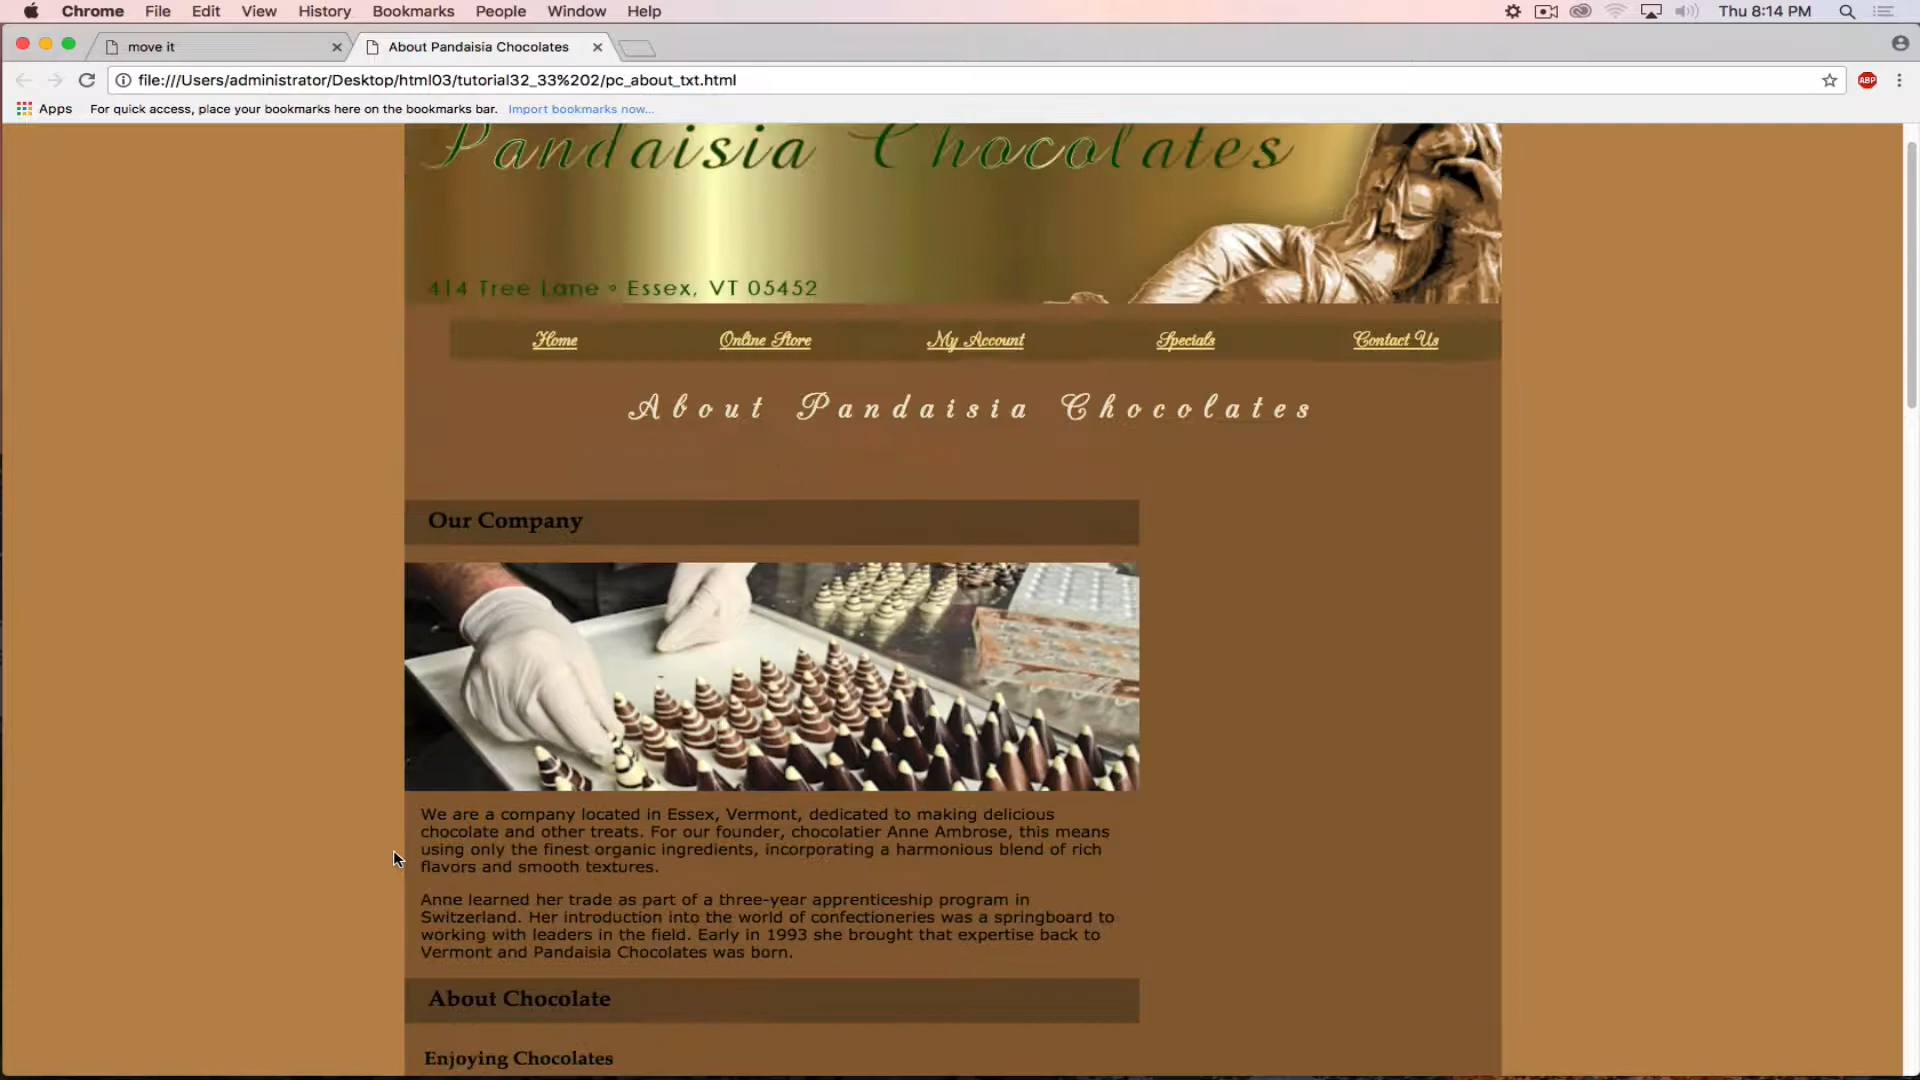 Chrome File Edit View History Bookmarks People Window Help Thu 8:14 PM
move it About Pandaisia Chocolates
file:///Users/administrator/Desktop/html03/tutorial32_33%202/pc_about_txt.html ABP
Apps For quick access, place your bookmarks here on the bookmarks bar. Import bookmarks now...
Pandaisia Chocolates
414 Tree Lane ∘ Essex, VT 05452
Home Online Store My Account Specials Contact Us
About Pandaisia Chocolates
Our Company
We are a company located in Essex, Vermont, dedicated to making delicious
chocolate and other treats. For our founder, chocolatier Anne Ambrose, this means
using only the finest organic ingredients, incorporating a harmonious blend of rich
flavors and smooth textures.
Anne learned her trade as part of a three-year apprenticeship program in
Switzerland. Her introduction into the world of confectioneries was a springboard to
working with leaders in the field. Early in 1993 she brought that expertise back to
Vermont and Pandaisia Chocolates was born.
About Chocolate
Enjoying Chocolates